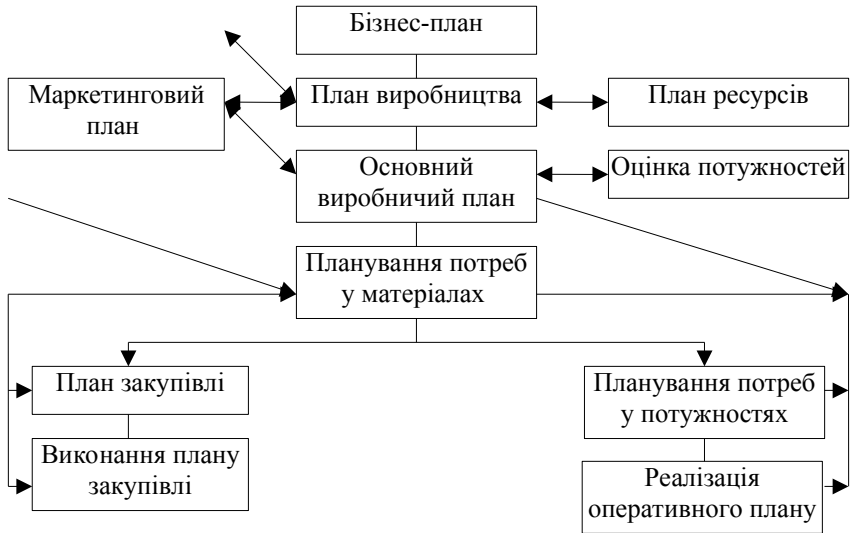 Бізнес-план
Маркетинговий
план
План виробництва
План ресурсів
Основний
виробничий план
Оцінка потужностей
Планування потреб
у матеріалах
План закупівлі
Планування потреб
у потужностях
Виконання плану
закупівлі
Реалізація
оперативного плану